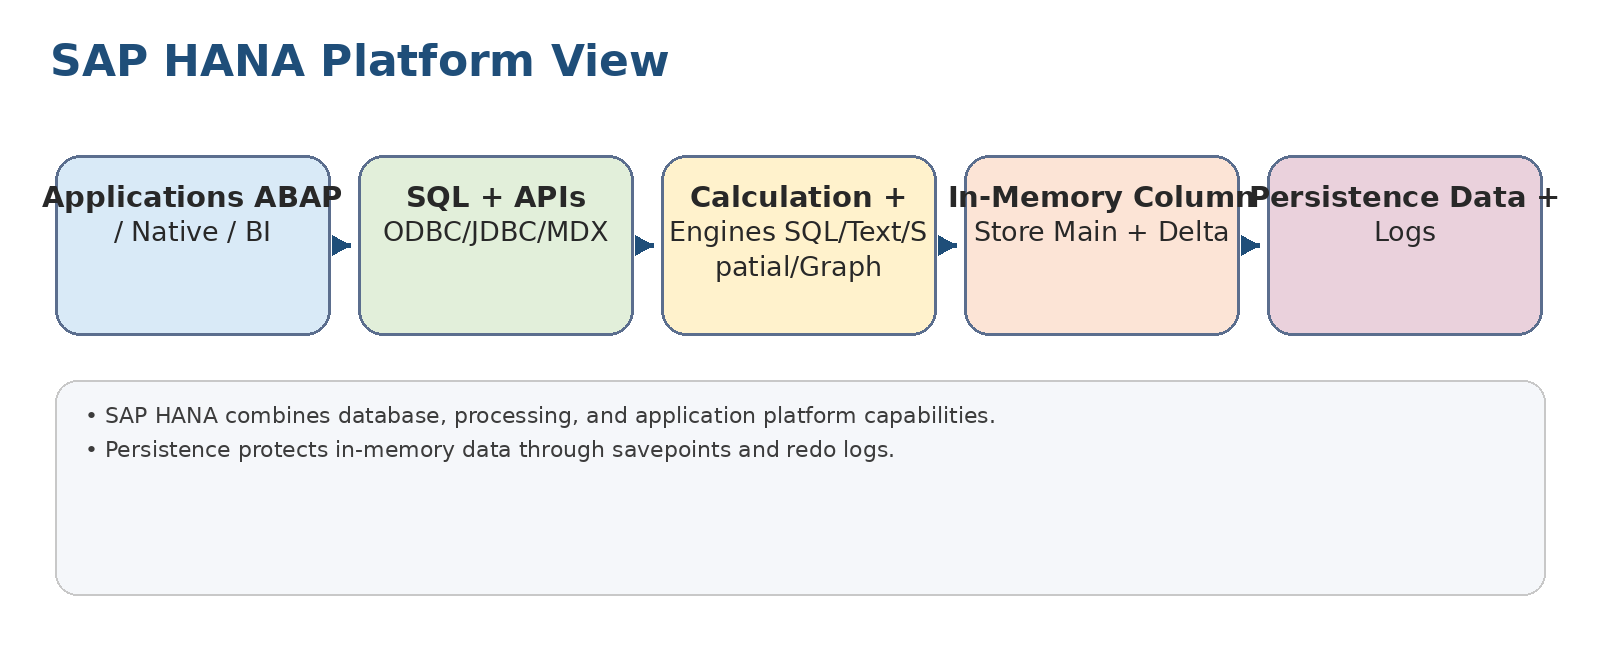 SAP HANA Platform View
Applications ABAP
/ Native / BI
SQL + APIs
ODBC/JDBC/MDX
Calculation +
Engines SQL/Text/S
patial/Graph
In-Memory Column
Store Main + Delta
Persistence Data +
Logs
• SAP HANA combines database, processing, and application platform capabilities.
• Persistence protects in-memory data through savepoints and redo logs.